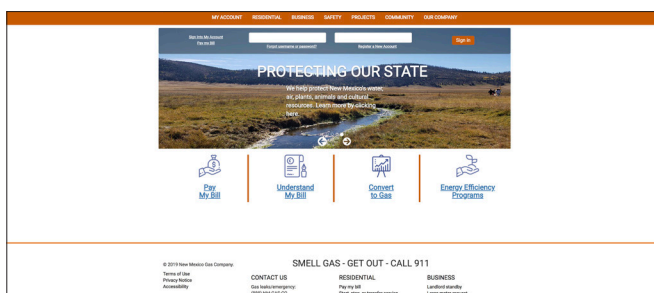 MY ACCOUNT RESIDENTIAL BUSINESS SAFETY PROJECTS COMMUNITY OUR COMPANY
Sign Into My Account
Pay my Bill
Forgot username or password?
Register a New Account
Sign in
PROTECTING OUR STATE
We help protect New Mexico's water,
air, plants, animals and cultural
resources. Learn more by clicking
here.
Pay
My Bill
Understand
My Bill
Convert
to Gas
Energy Efficiency
Programs
SMELL GAS - GET OUT - CALL 911
© 2019 New Mexico Gas Company.
Terms of Use
Privacy Notice
Accessibility
CONTACT US
Gas leaks/emergency:
RESIDENTIAL
Pay my bill
BUSINESS
Landlord standby